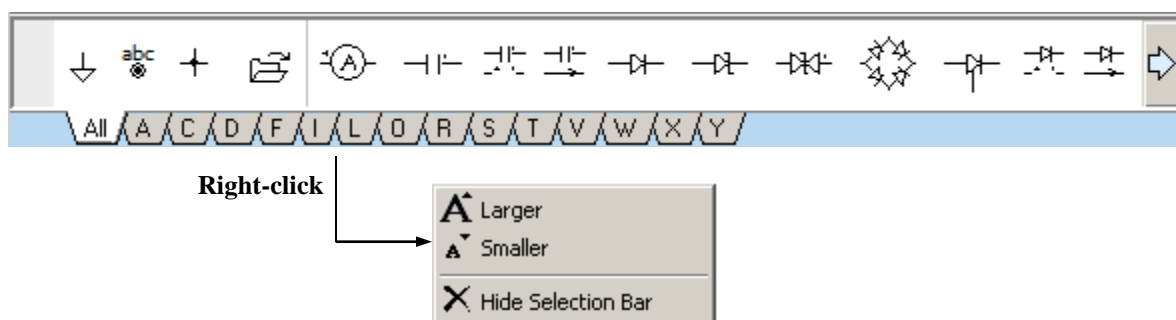 abc
A
All A C D F I L O R S T V W X Y
Right-click
A Larger
A Smaller
Hide Selection Bar